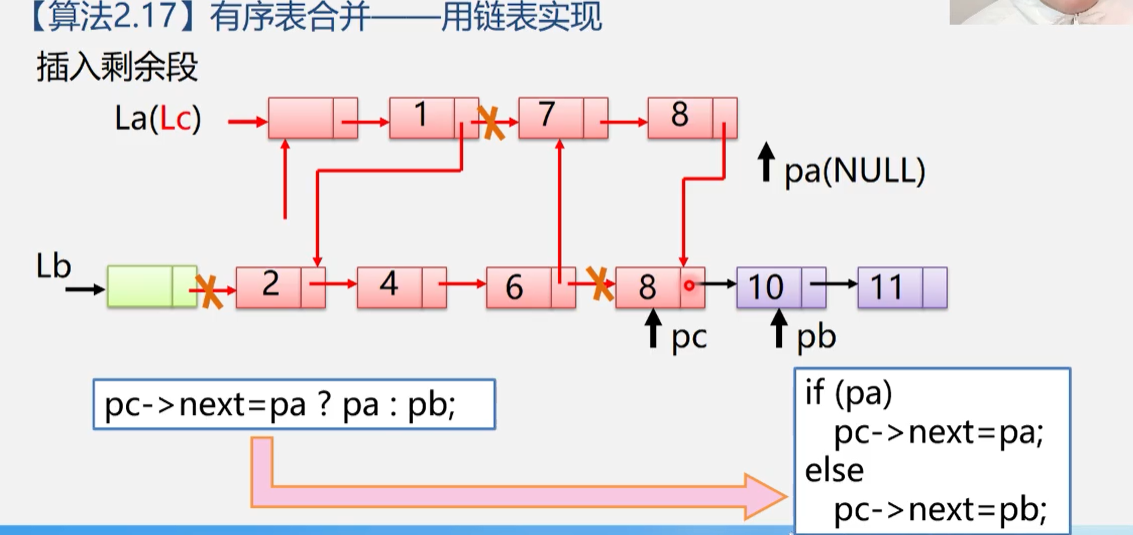 【算法2.17】有序表合并——用链表实现
插入剩余段
La(Lc) 1 7 8
pa(NULL)
Lb 2 4 6 8 10 11
pc pb
pc->next=pa ? pa : pb;
if (pa)
pc->next=pa;
else
pc->next=pb;